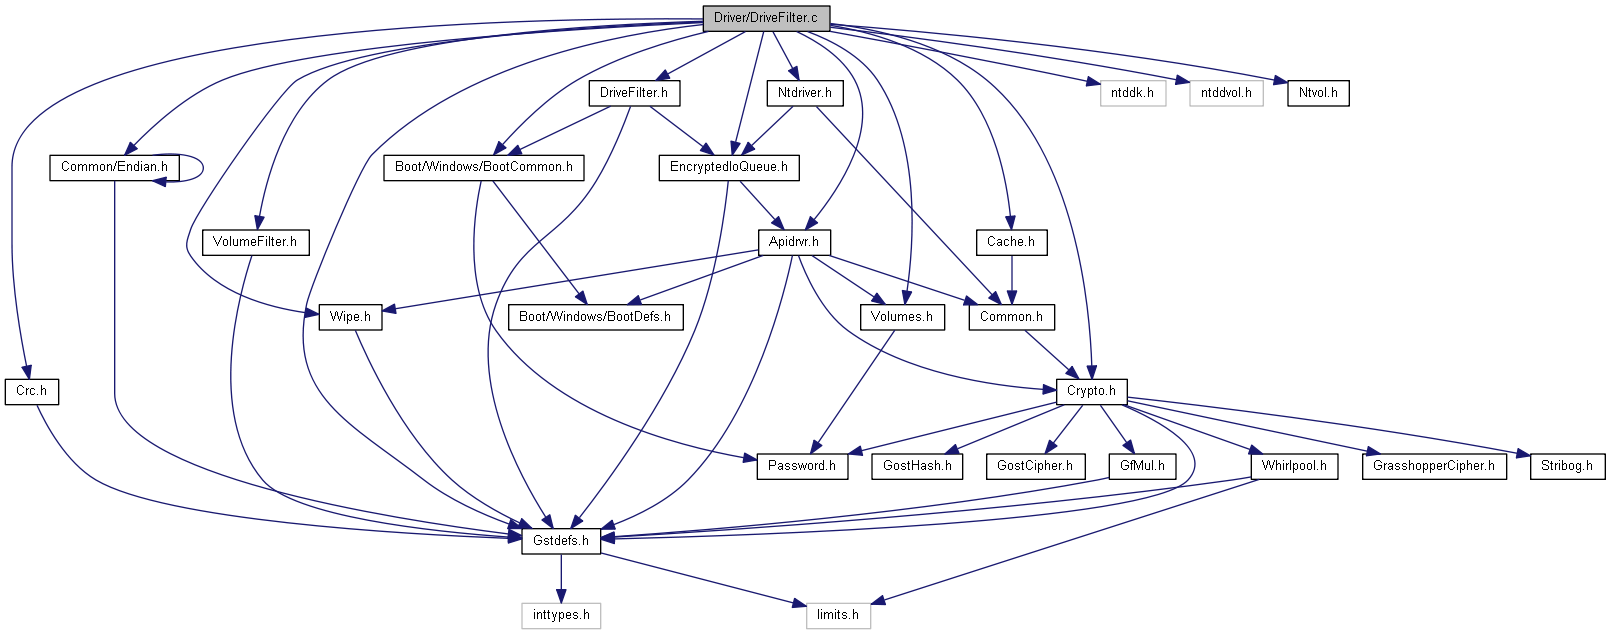 Driver/DriveFilter.c
DriveFilter.h
Ntdriver.h
ntddk.h
ntddvol.h
Ntvol.h
Common/Endian.h
Boot/Windows/BootCommon.h
EncryptedIoQueue.h
VolumeFilter.h
Apidrvr.h
Cache.h
Wipe.h
Boot/Windows/BootDefs.h
Volumes.h
Common.h
Crc.h
Crypto.h
Password.h
GostHash.h
GostCipher.h
GfMul.h
Whirlpool.h
GrasshopperCipher.h
Stribog.h
Gstdefs.h
inttypes.h
limits.h